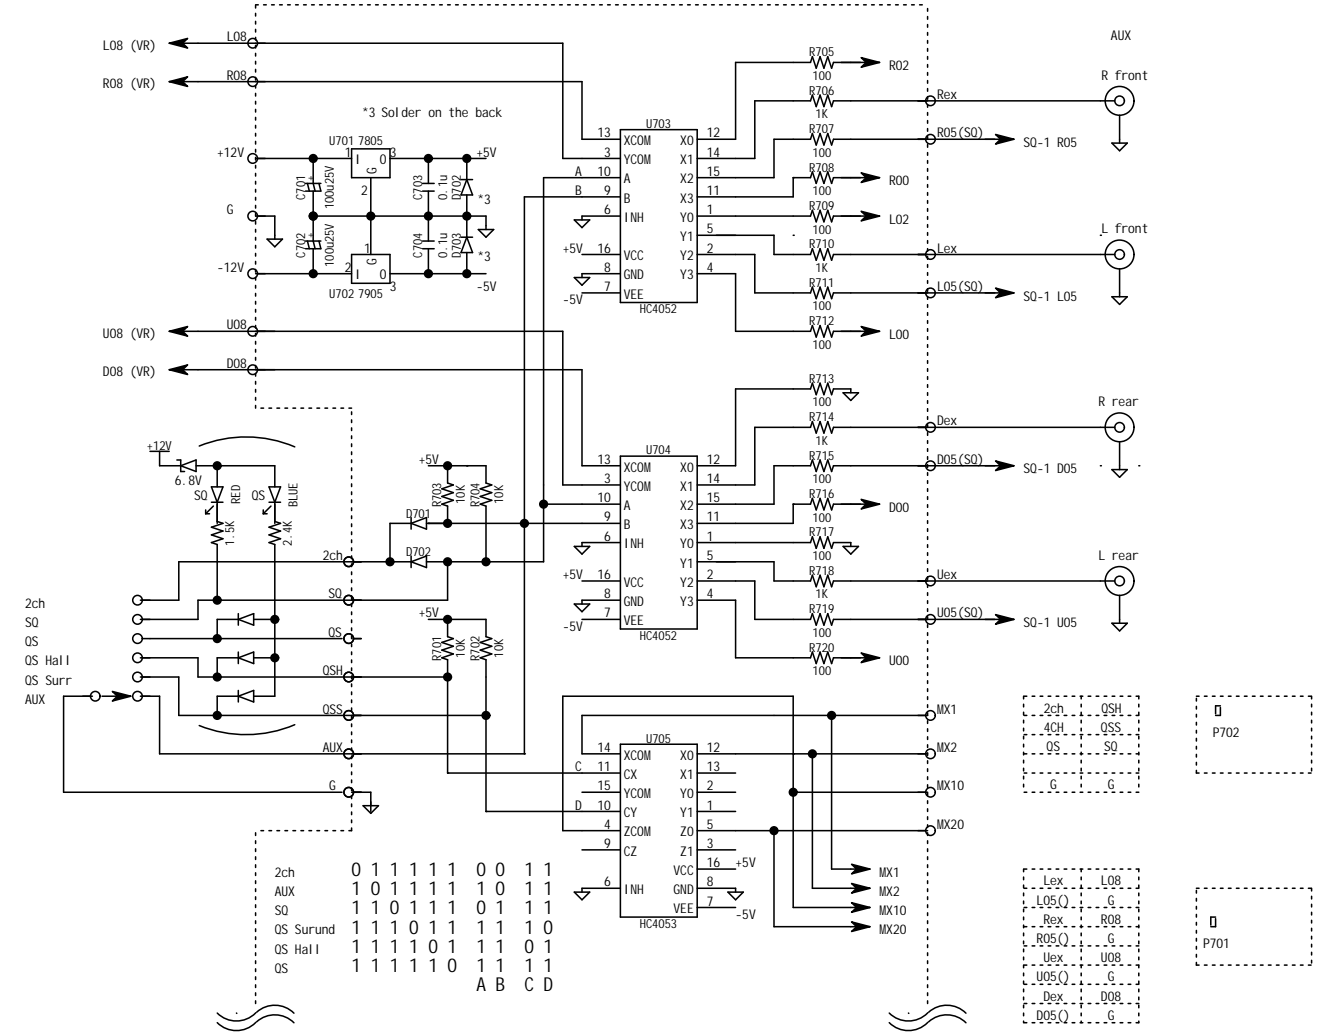 AUX
L08 (VR) L08
R08 (VR) R08
*3 Solder on the back
U701 7805
+12V 1 I O 3 +5V
G 2
C701 100u25V
C703 0.1u
D702 *3
G
C702 100u25V
C704 0.1u
D703 *3
1 G
-12V 2 I O 3 -5V
U702 7905
U08 (VR) U08
D08 (VR) D08
U703
13 XCOM X0 12
3 YCOM X1 14
A 10 A X2 15
B 9 B X3 11
6 INH Y0 1
Y1 5
+5V 16 VCC Y2 2
8 GND Y3 4
-5V 7 VEE
HC4052
R705 100 R02
R706 1K Rex R front
R707 100 R05(SQ) SQ-1 R05
R708 100 R00
R709 100 L02
R710 1K Lex L front
R711 100 L05(SQ) SQ-1 L05
R712 100 L00
U704
13 XCOM X0 12
3 YCOM X1 14
10 A X2 15
9 B X3 11
6 INH Y0 1
Y1 5
+5V 16 VCC Y2 2
8 GND Y3 4
-5V 7 VEE
HC4052
R713 100
R714 1K Dex R rear
R715 100 D05(SQ) SQ-1 D05
R716 100 D00
R717 100
R718 1K Uex L rear
R719 100 U05(SQ) SQ-1 U05
R720 100 U00
+12V
6.8V
SQ RED
QS BLUE
1.5K
2.4K
+5V
R703 10K
R704 10K
D701
D702
2ch
SQ
+5V
QS
R701 10K
R702 10K
QSH
QSS
AUX
G
2ch
SQ
QS
QS Hall
QS Surr
AUX
U705
14 XCOM X0 12
C 11 CX X1 13
15 YCOM Y0 2
D 10 CY Y1 1
4 ZCOM Z0 5
9 CZ Z1 3
VCC 16 +5V
6 INH GND 8
VEE 7 -5V
HC4053
MX1
MX2
MX10
MX20
MX1
MX2
MX10
MX20
2ch 0 1 1 1 1 1 0 0 1 1
AUX 1 0 1 1 1 1 1 0 1 1
SQ 1 1 0 1 1 1 0 1 1 1
QS Surund 1 1 1 0 1 1 1 1 1 0
QS Hall 1 1 1 1 0 1 1 1 0 1
QS 1 1 1 1 1 0 1 1 1 1
A B C D
2ch QSH
4CH QSS
QS SQ
G G
P702
Lex L08
L05() G
Rex R08
R05() G
Uex U08
U05() G
Dex D08
D05() G
P701